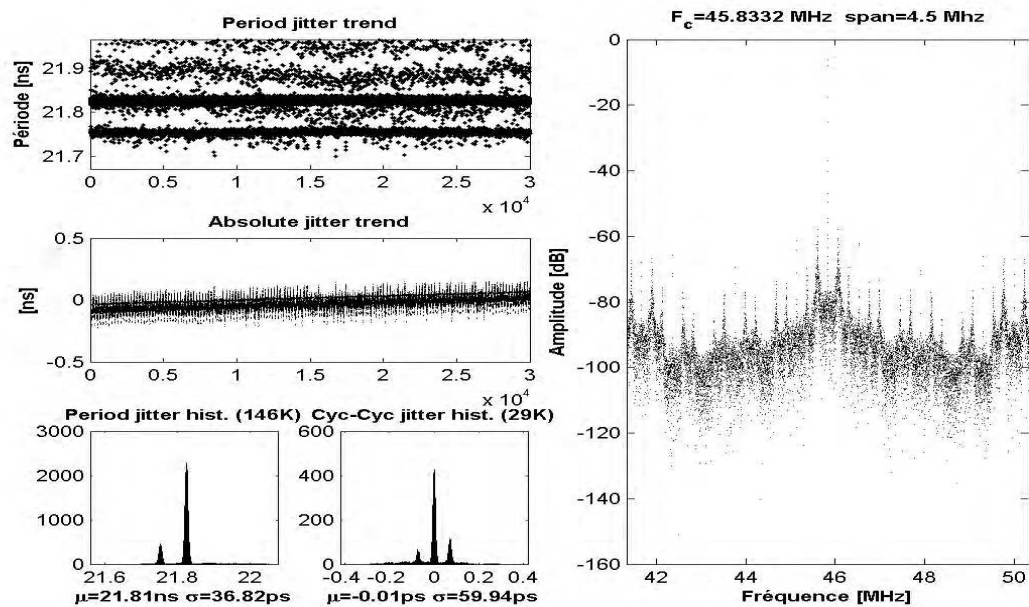 Period jitter trend
Période [ns]
21.9
21.8
21.7
0 0.5 1 1.5 2 2.5 3
x 10^4
Absolute jitter trend
[ns]
0.5
0
-0.5
0 0.5 1 1.5 2 2.5 3
x 10^4
Period jitter hist. (146K)
3000
2000
1000
0
21.6 21.8 22
μ=21.81ns σ=36.82ps
Cyc-Cyc jitter hist. (29K)
600
400
200
0
-0.4 -0.2 0 0.2 0.4
μ=-0.01ps σ=59.94ps
F_c=45.8332 MHz span=4.5 Mhz
Amplitude [dB]
0
-20
-40
-60
-80
-100
-120
-140
-160
42 44 46 48 50
Fréquence [MHz]